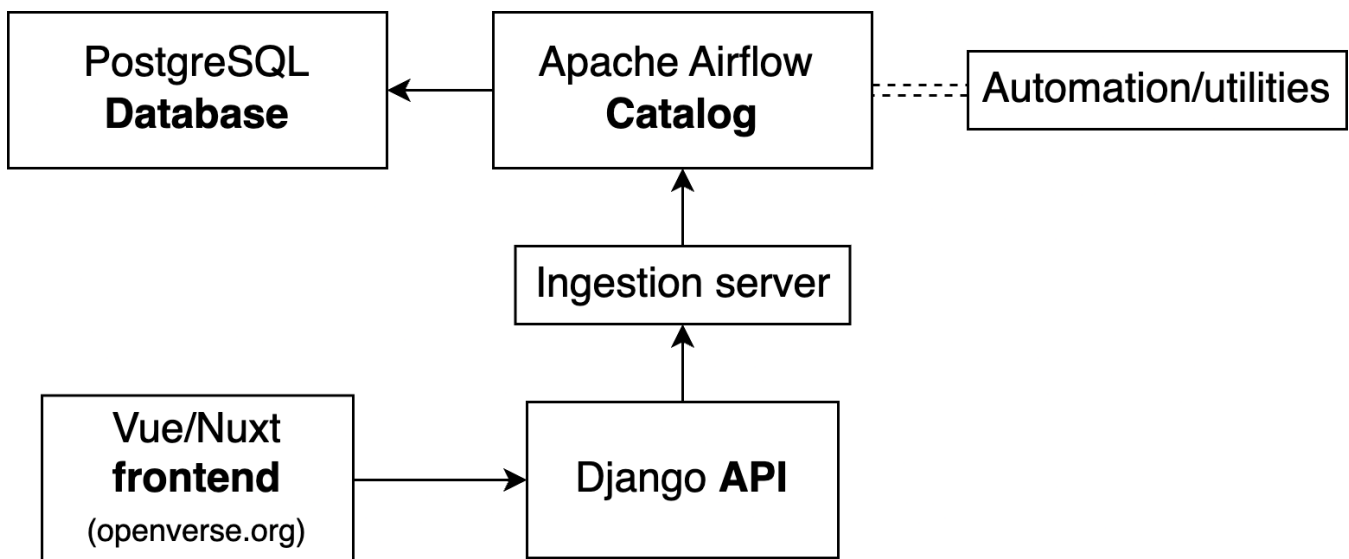 PostgreSQL
Database
Apache Airflow
Catalog
Automation/utilities
Ingestion server
Vue/Nuxt
frontend
(openverse.org)
Django API